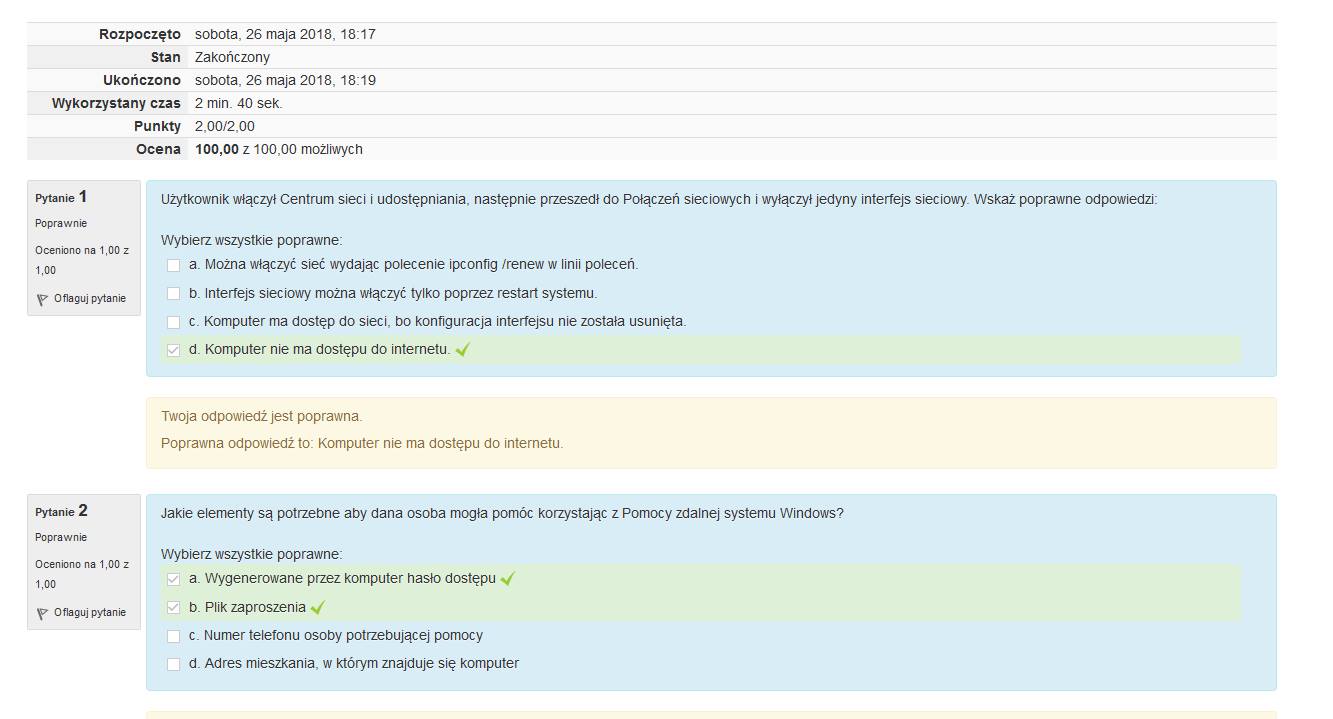 Rozpoczęto sobota, 26 maja 2018, 18:17
Stan Zakończony
Ukończono sobota, 26 maja 2018, 18:19
Wykorzystany czas 2 min. 40 sek.
Punkty 2,00/2,00
Ocena 100,00 z 100,00 możliwych
Pytanie 1
Poprawnie
Oceniono na 1,00 z
1,00
Oflaguj pytanie
Użytkownik włączył Centrum sieci i udostępniania, następnie przeszedł do Połączeń sieciowych i wyłączył jedyny interfejs sieciowy. Wskaż poprawne odpowiedzi:
Wybierz wszystkie poprawne:
a. Można włączyć sieć wydając polecenie ipconfig /renew w linii poleceń.
b. Interfejs sieciowy można włączyć tylko poprzez restart systemu.
c. Komputer ma dostęp do sieci, bo konfiguracja interfejsu nie została usunięta.
d. Komputer nie ma dostępu do internetu.
Twoja odpowiedź jest poprawna.
Poprawna odpowiedź to: Komputer nie ma dostępu do internetu.
Pytanie 2
Poprawnie
Oceniono na 1,00 z
1,00
Oflaguj pytanie
Jakie elementy są potrzebne aby dana osoba mogła pomóc korzystając z Pomocy zdalnej systemu Windows?
Wybierz wszystkie poprawne:
a. Wygenerowane przez komputer hasło dostępu
b. Plik zaproszenia
c. Numer telefonu osoby potrzebującej pomocy
d. Adres mieszkania, w którym znajduje się komputer